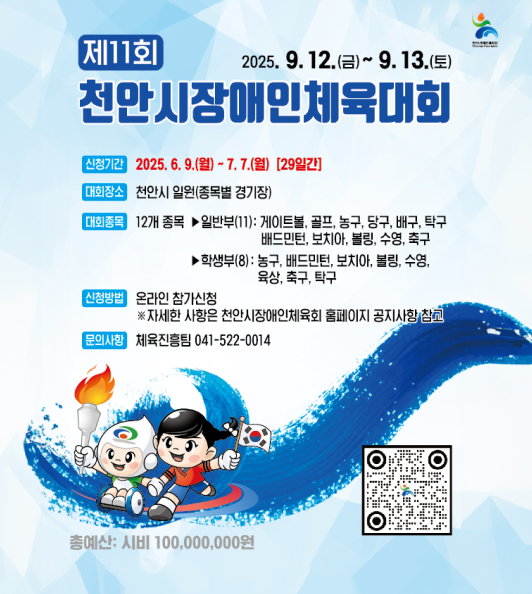 제11회
2025. 9.12.(금) ~ 9.13.(토)
천안시장애인체육대회
신청기간 2025. 6. 9.(월) ~ 7. 7.(월) [29일간]
대회장소 천안시 일원(종목별 경기장)
대회종목 12개 종목 ▶일반부(11): 게이트볼, 골프, 농구, 당구, 배구, 탁구
배드민턴, 보치아, 볼링, 수영, 축구
▶학생부(8): 농구, 배드민턴, 보치아, 볼링, 수영,
육상, 축구, 탁구
신청방법 온라인 참가신청
※자세한 사항은 천안시장애인체육회 홈페이지 공지사항 참고
문의사항 체육진흥팀 041-522-0014
총예산: 시비 100,000,000원